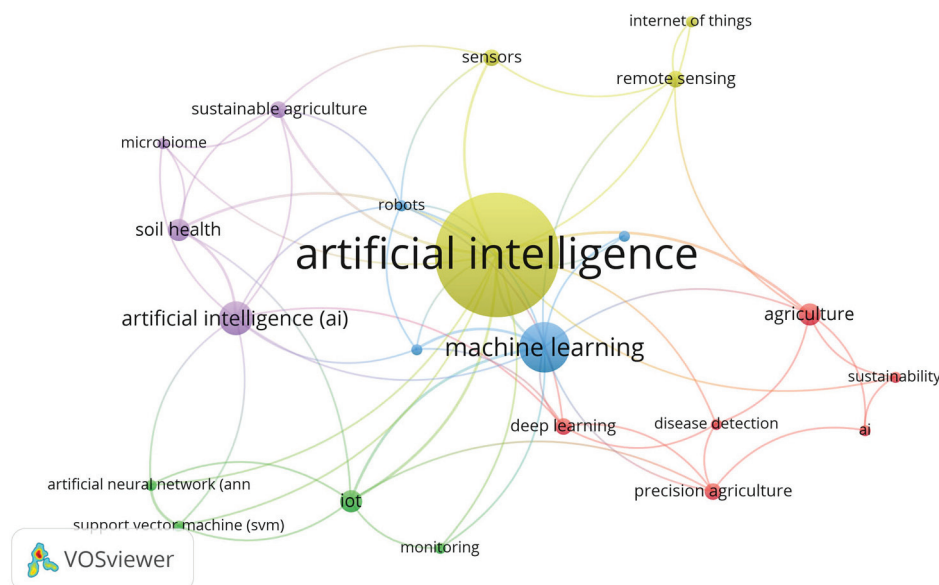 internet of things
sensors
remote sensing
sustainable agriculture
microbiome
robots
soil health
artificial intelligence
artificial intelligence (ai)
agriculture
machine learning
sustainability
deep learning
disease detection
ai
artificial neural network (ann
precision agriculture
iot
support vector machine (svm)
monitoring
VOSviewer